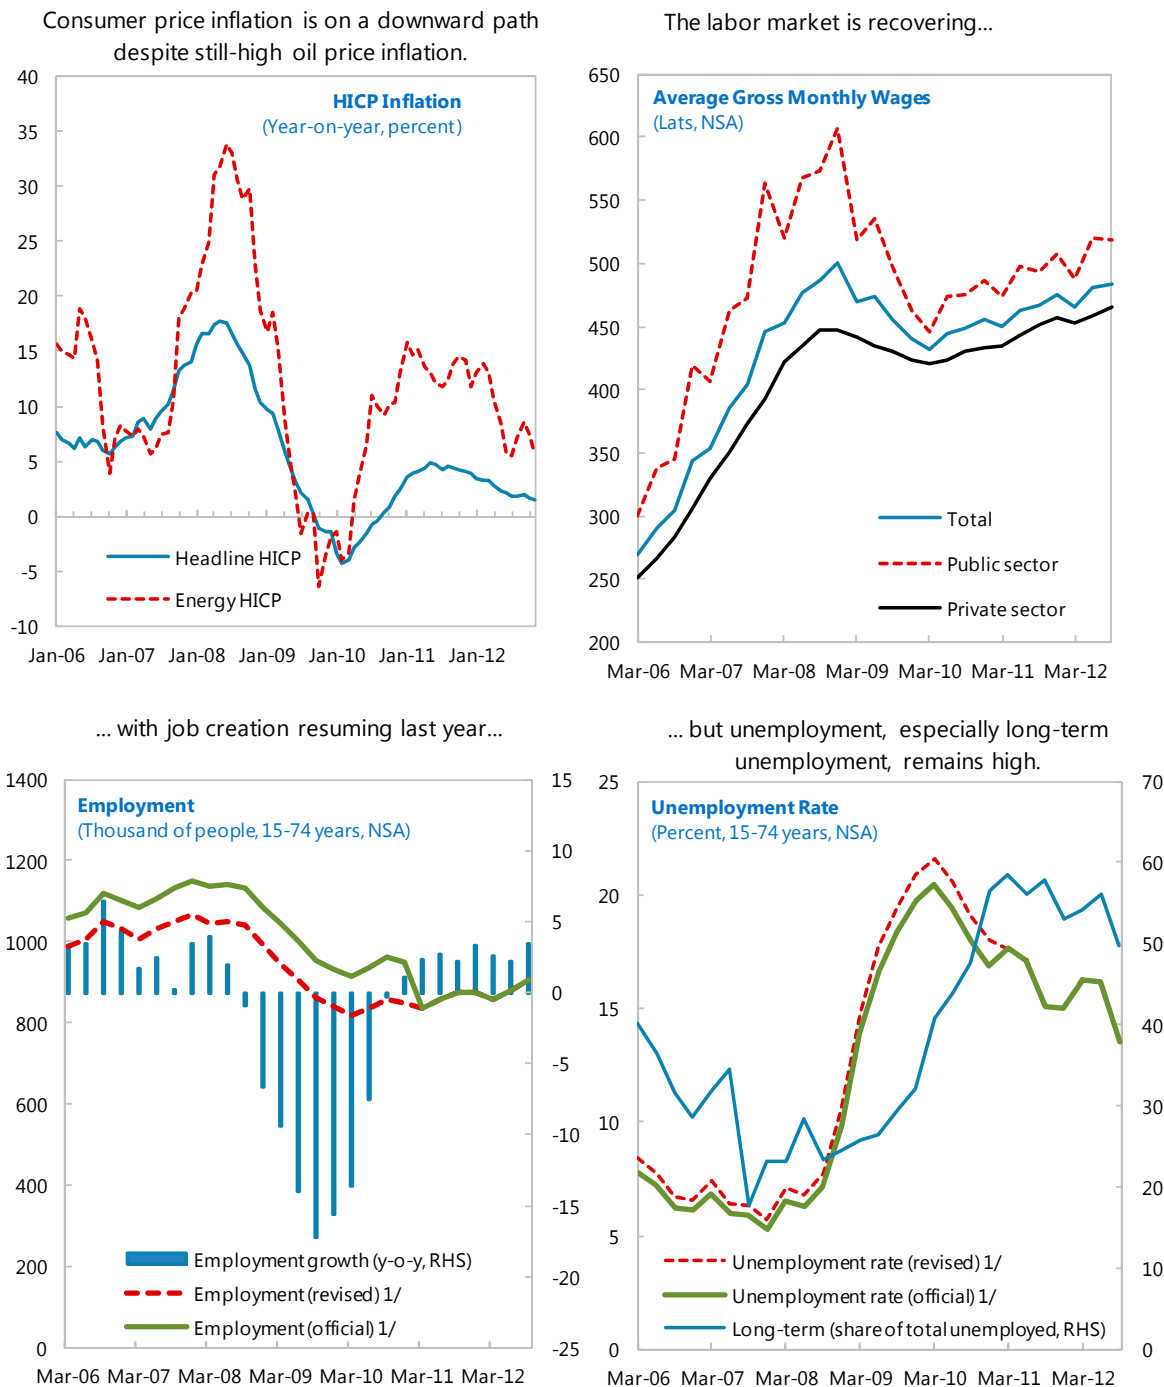 Consumer price inflation is on a downward path
despite still-high oil price inflation.
40
35
30
25
20
15
10
5
0
-5
-10
HICP Inflation
(Year-on-year, percent)
Headline HICP
Energy HICP
Jan-06 Jan-07 Jan-08 Jan-09 Jan-10 Jan-11 Jan-12
The labor market is recovering...
650
600
550
500
450
400
350
300
250
200
Average Gross Monthly Wages
(Lats, NSA)
Total
Public sector
Private sector
Mar-06 Mar-07 Mar-08 Mar-09 Mar-10 Mar-11 Mar-12
... with job creation resuming last year...
1400
1200
1000
800
600
400
200
0
Employment
(Thousand of people, 15-74 years, NSA)
15
10
5
0
-5
-10
-15
-20
-25
Employment growth (y-o-y, RHS)
Employment (revised) 1/
Employment (official) 1/
Mar-06 Mar-07 Mar-08 Mar-09 Mar-10 Mar-11 Mar-12
... but unemployment, especially long-term
unemployment, remains high.
25
20
15
10
5
0
Unemployment Rate
(Percent, 15-74 years, NSA)
70
60
50
40
30
20
10
0
Unemployment rate (revised) 1/
Unemployment rate (official) 1/
Long-term (share of total unemployed, RHS)
Mar-06 Mar-07 Mar-08 Mar-09 Mar-10 Mar-11 Mar-12